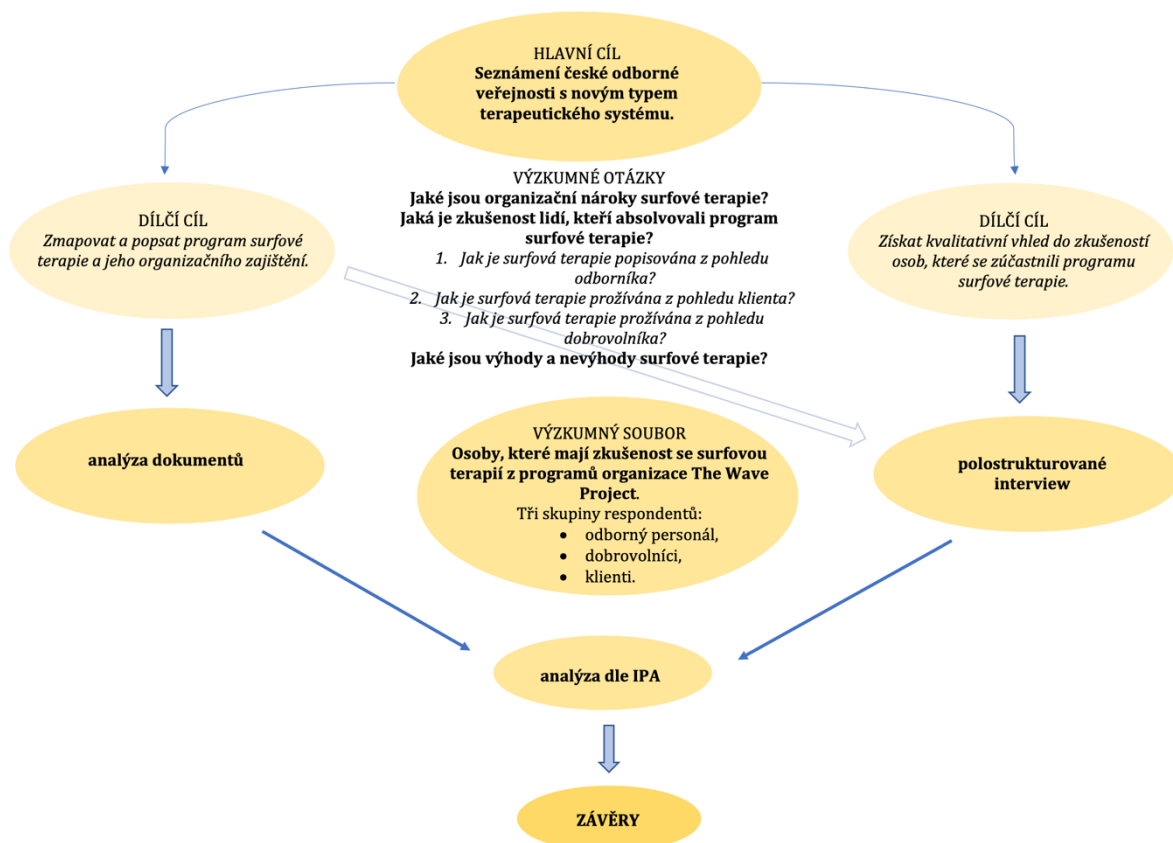 HLAVNÍ CÍL
Seznámení české odborné
veřejnosti s novým typem
terapeutického systému.
DÍLČÍ CÍL
Zmapovat a popsat program surfové
terapie a jeho organizačního zajištění.
VÝZKUMNÉ OTÁZKY
Jaké jsou organizační nároky surfové terapie?
Jaká je zkušenost lidí, kteří absolvovali program
surfové terapie?
1. Jak je surfová terapie popisována z pohledu
odborníka?
2. Jak je surfová terapie prožívána z pohledu klienta?
3. Jak je surfová terapie prožívána z pohledu
dobrovolníka?
Jaké jsou výhody a nevýhody surfové terapie?
DÍLČÍ CÍL
Získat kvalitativní vhled do zkušeností
osob, které se zúčastnili programu
surfové terapie.
analýza dokumentů
VÝZKUMNÝ SOUBOR
Osoby, které mají zkušenost se surfovou
terapií z programů organizace The Wave
Project.
Tři skupiny respondentů:
• odborný personál,
• dobrovolníci,
• klienti.
polostrukturované
interview
analýza dle IPA
ZÁVĚRY